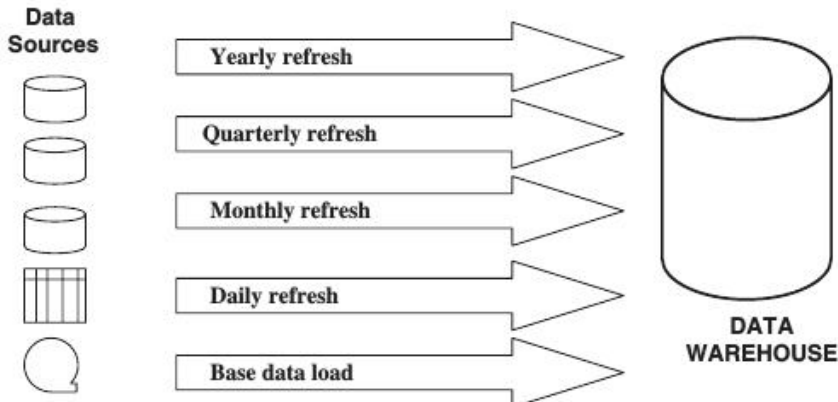 Data
Sources
Yearly refresh
Quarterly refresh
Monthly refresh
Daily refresh
Base data load
DATA
WAREHOUSE